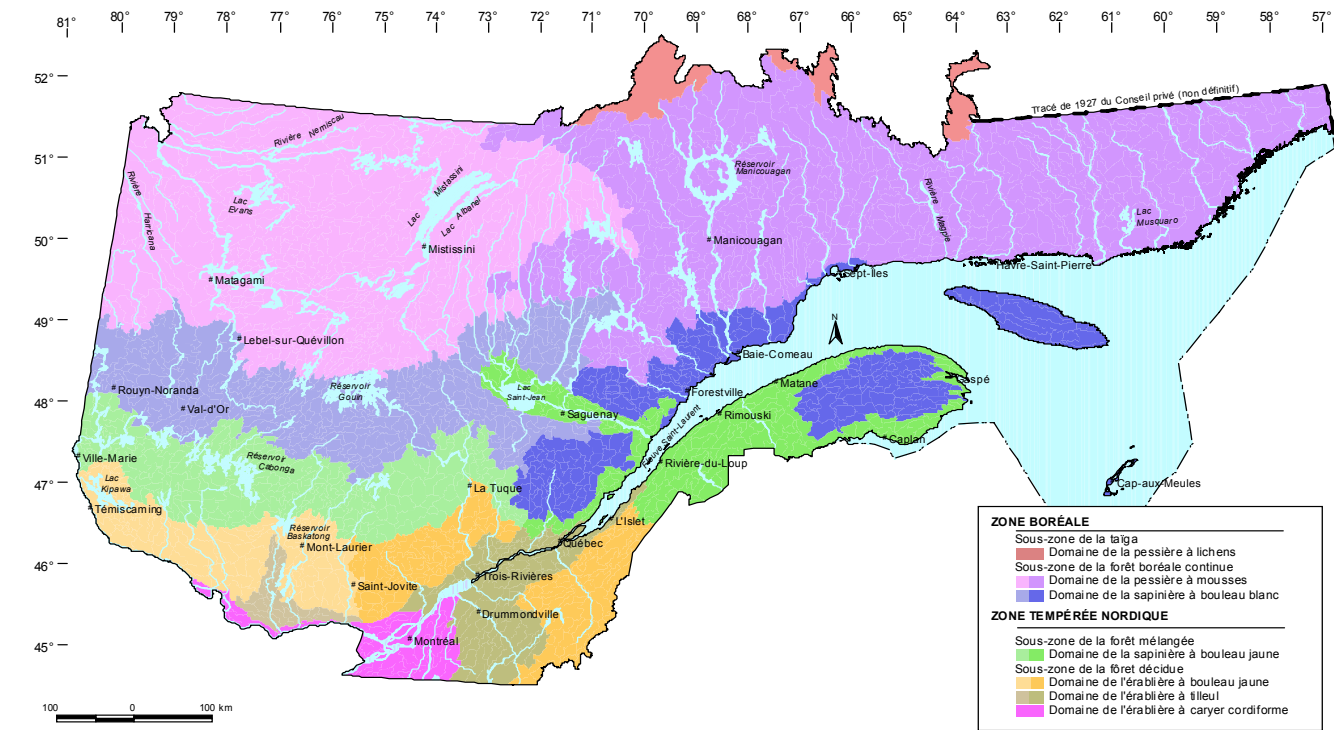 81° 80° 79° 78° 77° 76° 75° 74° 73° 72° 71° 70° 69° 68° 67° 66° 65° 64° 63° 62° 61° 60° 59° 58° 57°
52°
51°
50°
49°
48°
47°
46°
45°
Tracé de 1927 du Conseil privé (non définitif)
Rivière Nemiscau
Rivière Harricana
Lac
Evans
Lac Mistassini
Lac Albanel
Réservoir
Manicouagan
Rivière Magpie
Lac
Musquaro
# Mistissini
# Manicouagan
# Matagami
Sept-Iles
Havre-Saint-Pierre
# Lebel-sur-Quévillon
N
# Baie-Comeau
# Rouyn-Noranda
# Val-d'Or
Réservoir
Gouin
Lac
Saint-Jean
# Saguenay
# Forestville
# Matane
Gaspé
# Rimouski
# Caplan
Fleuve Saint-Laurent
# Ville-Marie
Réservoir
Cabonga
# Rivière-du-Loup
Lac
Kipawa
# La Tuque
# Cap-aux-Meules
# Témiscaming
Réservoir
Baskatong
# Mont-Laurier
# L'Islet
# Québec
# Saint-Jovite
# Trois-Rivières
# Drummondville
# Montréal
100 0 100 km
ZONE BORÉALE
Sous-zone de la taïga
Domaine de la pessière à lichens
Sous-zone de la forêt boréale continue
Domaine de la pessière à mousses
Domaine de la sapinière à bouleau blanc
ZONE TEMPÉRÉE NORDIQUE
Sous-zone de la forêt mélangée
Domaine de la sapinière à bouleau jaune
Sous-zone de la fôret décidue
Domaine de l'érablière à bouleau jaune
Domaine de l'érablière à tilleul
Domaine de l'érablière à caryer cordiforme